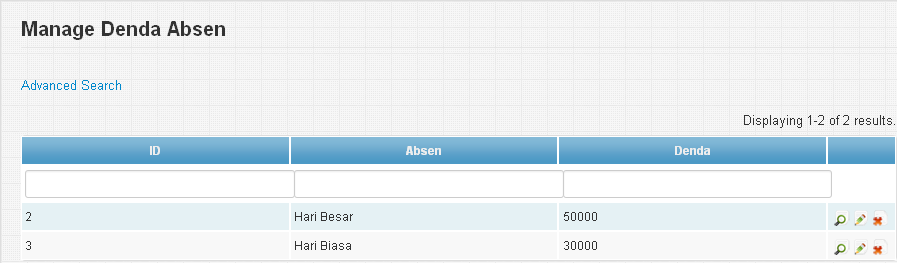 Manage Denda Absen
Advanced Search
Displaying 1-2 of 2 results.
ID Absen Denda
2 Hari Besar 50000
3 Hari Biasa 30000